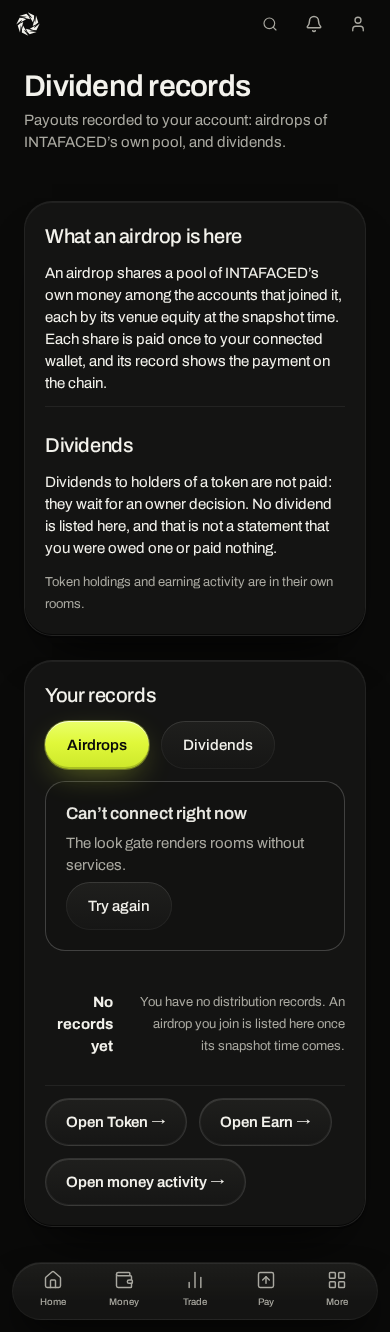 Dividend records
Payouts recorded to your account: airdrops of
INTAFACED’s own pool, and dividends.
What an airdrop is here
An airdrop shares a pool of INTAFACED’s
own money among the accounts that joined it,
each by its venue equity at the snapshot time.
Each share is paid once to your connected
wallet, and its record shows the payment on
the chain.
Dividends
Dividends to holders of a token are not paid:
they wait for an owner decision. No dividend
is listed here, and that is not a statement that
you were owed one or paid nothing.
Token holdings and earning activity are in their own
rooms.
Your records
Airdrops
Dividends
Can’t connect right now
The look gate renders rooms without
services.
Try again
No
records
yet
You have no distribution records. An
airdrop you join is listed here once
its snapshot time comes.
Open Token →
Open Earn →
Open money activity →
Home
Money
Trade
Pay
More